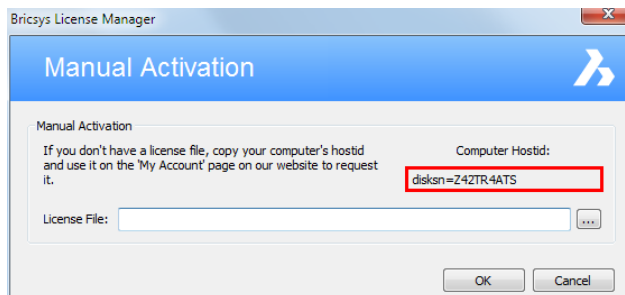 Bricsys License Manager
Manual Activation
Manual Activation
If you don't have a license file, copy your computer's hostid
and use it on the 'My Account' page on our website to request
it.
Computer Hostid:
disksn=Z42TR4ATS
License File:
...
OK Cancel